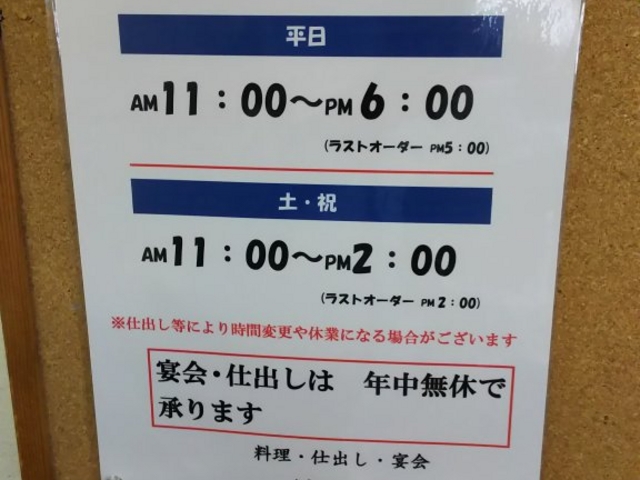 平日
AM11：00～PM6：00
(ラストオーダー PM5：00)
土・祝
AM11：00～PM2：00
(ラストオーダー PM2：00)
※仕出し等により時間変更や休業になる場合がございます
宴会・仕出しは　年中無休で
承ります
料理・仕出し・宴会